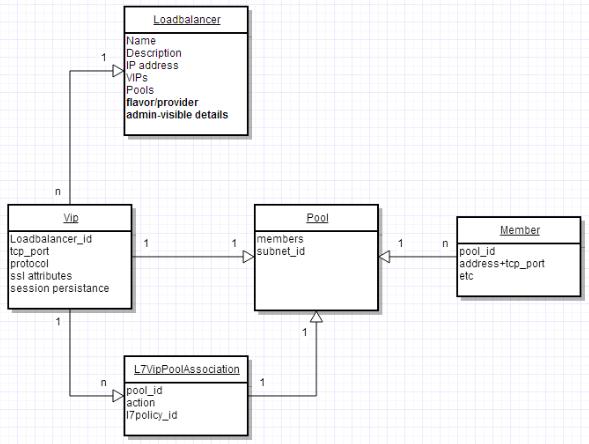 Loadbalancer
Name
Description
IP address
VIPs
Pools
flavor/provider
admin-visible details
1
n
Vip
Loadbalancer_id
tcp_port
protocol
ssl attributes
session persistance
1
1
Pool
members
subnet_id
1
n
Member
pool_id
address+tcp_port
etc
1
n
L7VipPoolAssociation
pool_id
action
l7policy_id
1
1